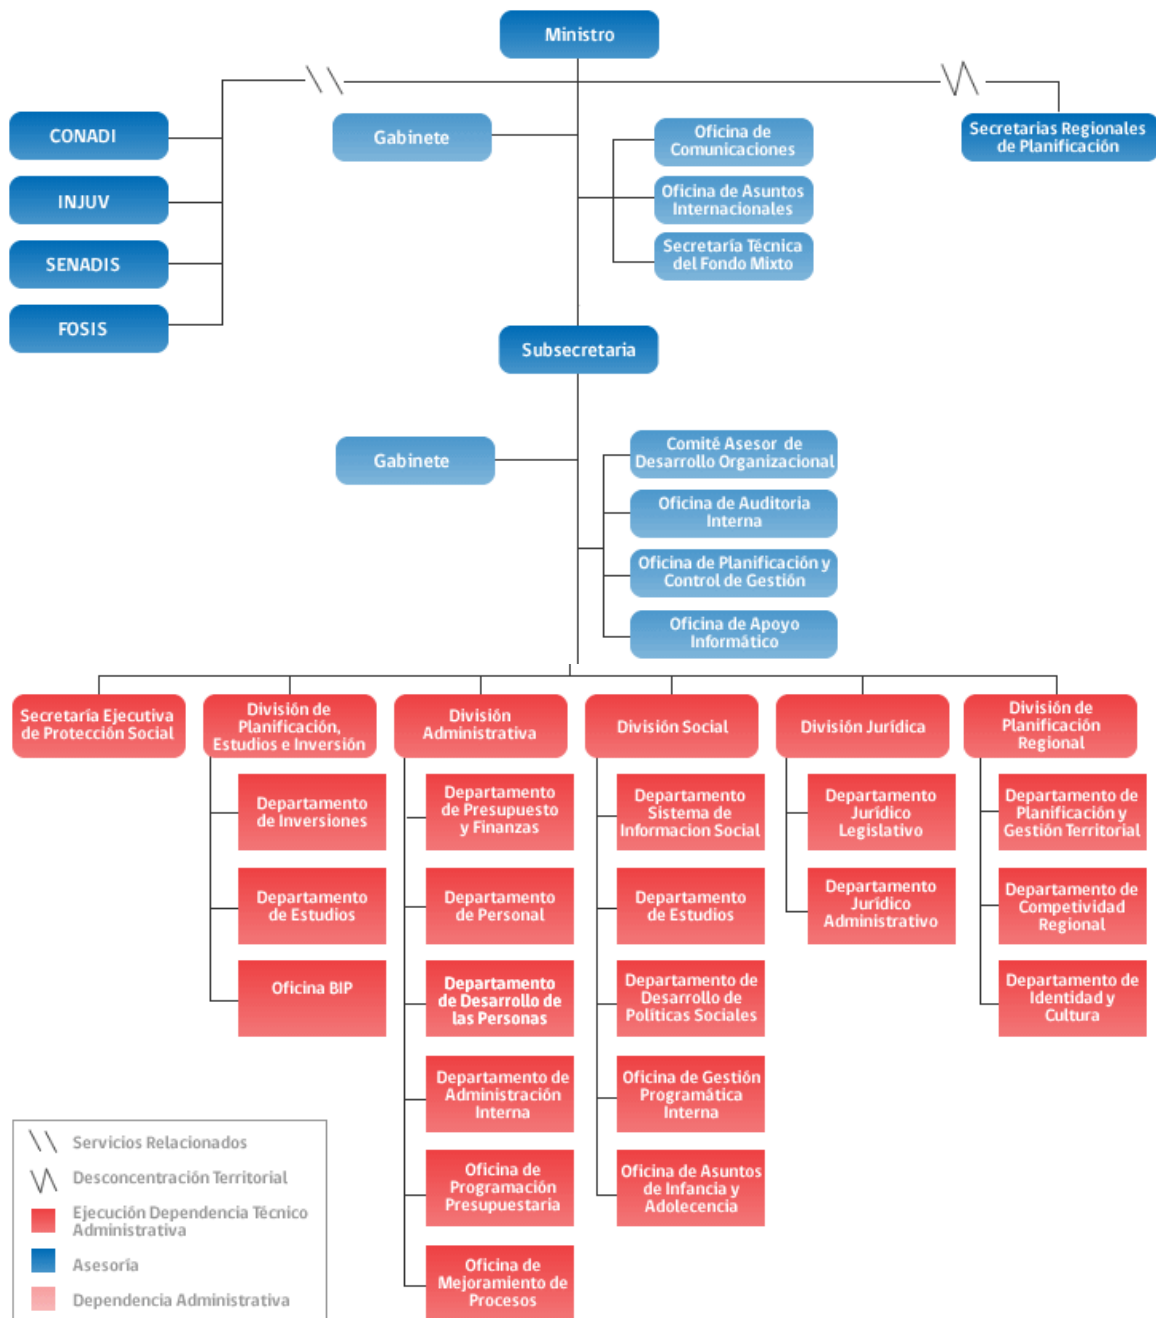 Ministro
CONADI
INJUV
SENADIS
FOSIS
Gabinete
Oficina de
Comunicaciones
Oficina de Asuntos
Internacionales
Secretaría Técnica
del Fondo Mixto
Secretarias Regionales
de Planificación
Subsecretaria
Gabinete
Comité Asesor de
Desarrollo Organizacional
Oficina de Auditoria
Interna
Oficina de Planificación y
Control de Gestión
Oficina de Apoyo
Informático
Secretaría Ejecutiva
de Protección Social
División de
Planificación,
Estudios e Inversión
Departamento
de Inversiones
Departamento
de Estudios
Oficina BIP
División
Administrativa
Departamento
de Presupuesto
y Finanzas
Departamento
de Personal
Departamento
de Desarrollo de
las Personas
Departamento de
Administración
Interna
Oficina de
Programación
Presupuestaria
Oficina de
Mejoramiento de
Procesos
División Social
Departamento
Sistema de
Informacion Social
Departamento
de Estudios
Departamento de
Desarrollo de
Políticas Sociales
Oficina de Gestión
Programática
Interna
Oficina de Asuntos
de Infancia y
Adolecencia
División Jurídica
Departamento
Jurídico
Legislativo
Departamento
Jurídico
Administrativo
División de
Planificación
Regional
Departamento de
Planificación y
Gestión Territorial
Departamento de
Competividad
Regional
Departamento de
Identidad y
Cultura
Servicios Relacionados
Desconcentración Territorial
Ejecución Dependencia Técnico
Administrativa
Asesoría
Dependencia Administrativa